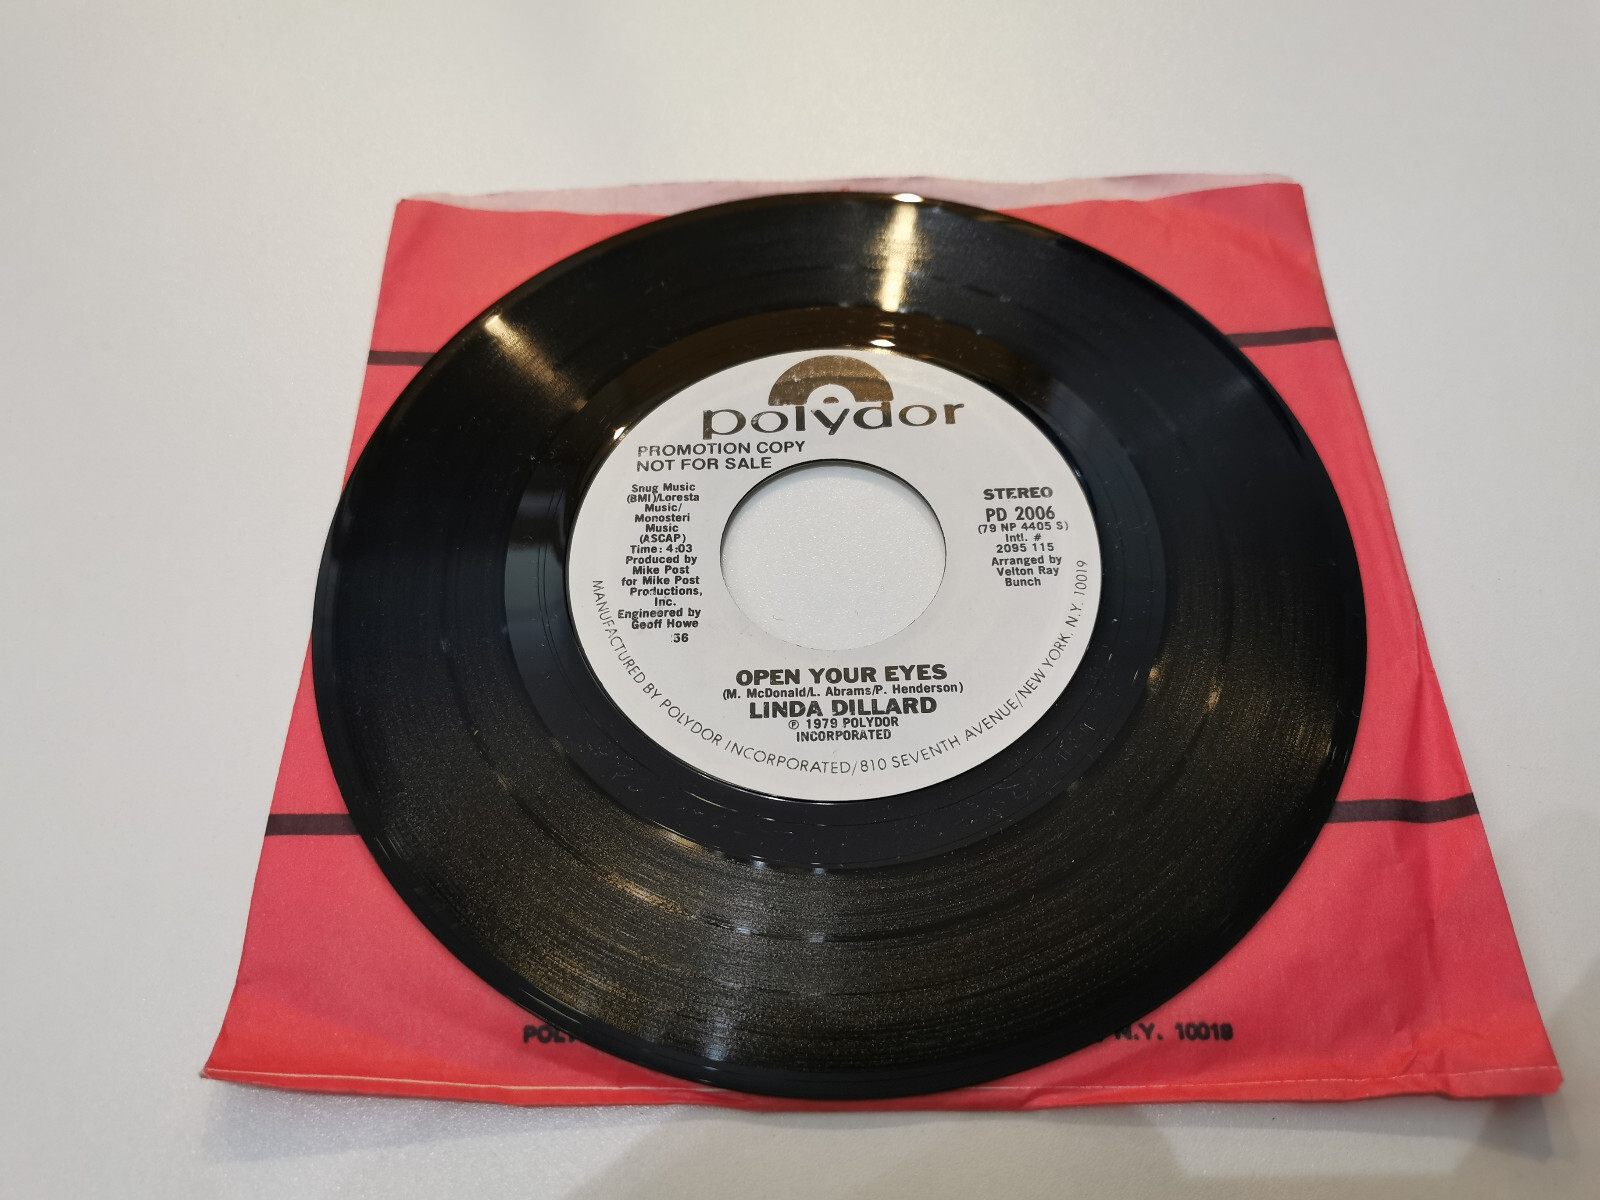 polydor
PROMOTION COPY
NOT FOR SALE
Snug Music
(BMI)/Loresta
Music/
Monosteri
Music
(ASCAP)
Time: 4:03
Produced by
Mike Post
for Mike Post
Productions,
Inc.
Engineered by
Geoff Howe
:56
STEREO
PD 2006
(79 NP 4405 S)
Intl. #
2095 115
Arranged by
Velton Ray
Bunch
OPEN YOUR EYES
(M. McDonald/L. Abrams/P. Henderson)
LINDA DILLARD
℗ 1979 POLYDOR
INCORPORATED
MANUFACTURED BY POLYDOR INCORPORATED/810 SEVENTH AVENUE/NEW YORK, N.Y. 10019
N.Y. 10019